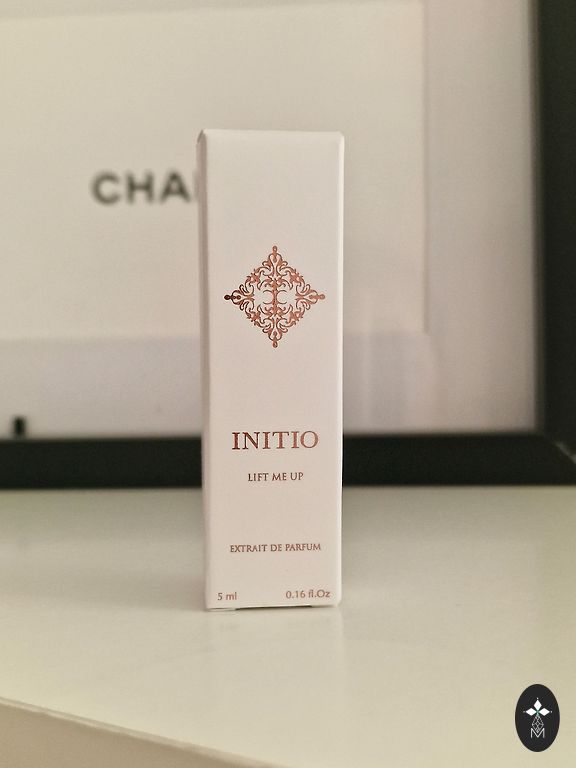 CHA
INITIO
LIFT ME UP
EXTRAIT DE PARFUM
5 ml 0.16 fl.Oz
M